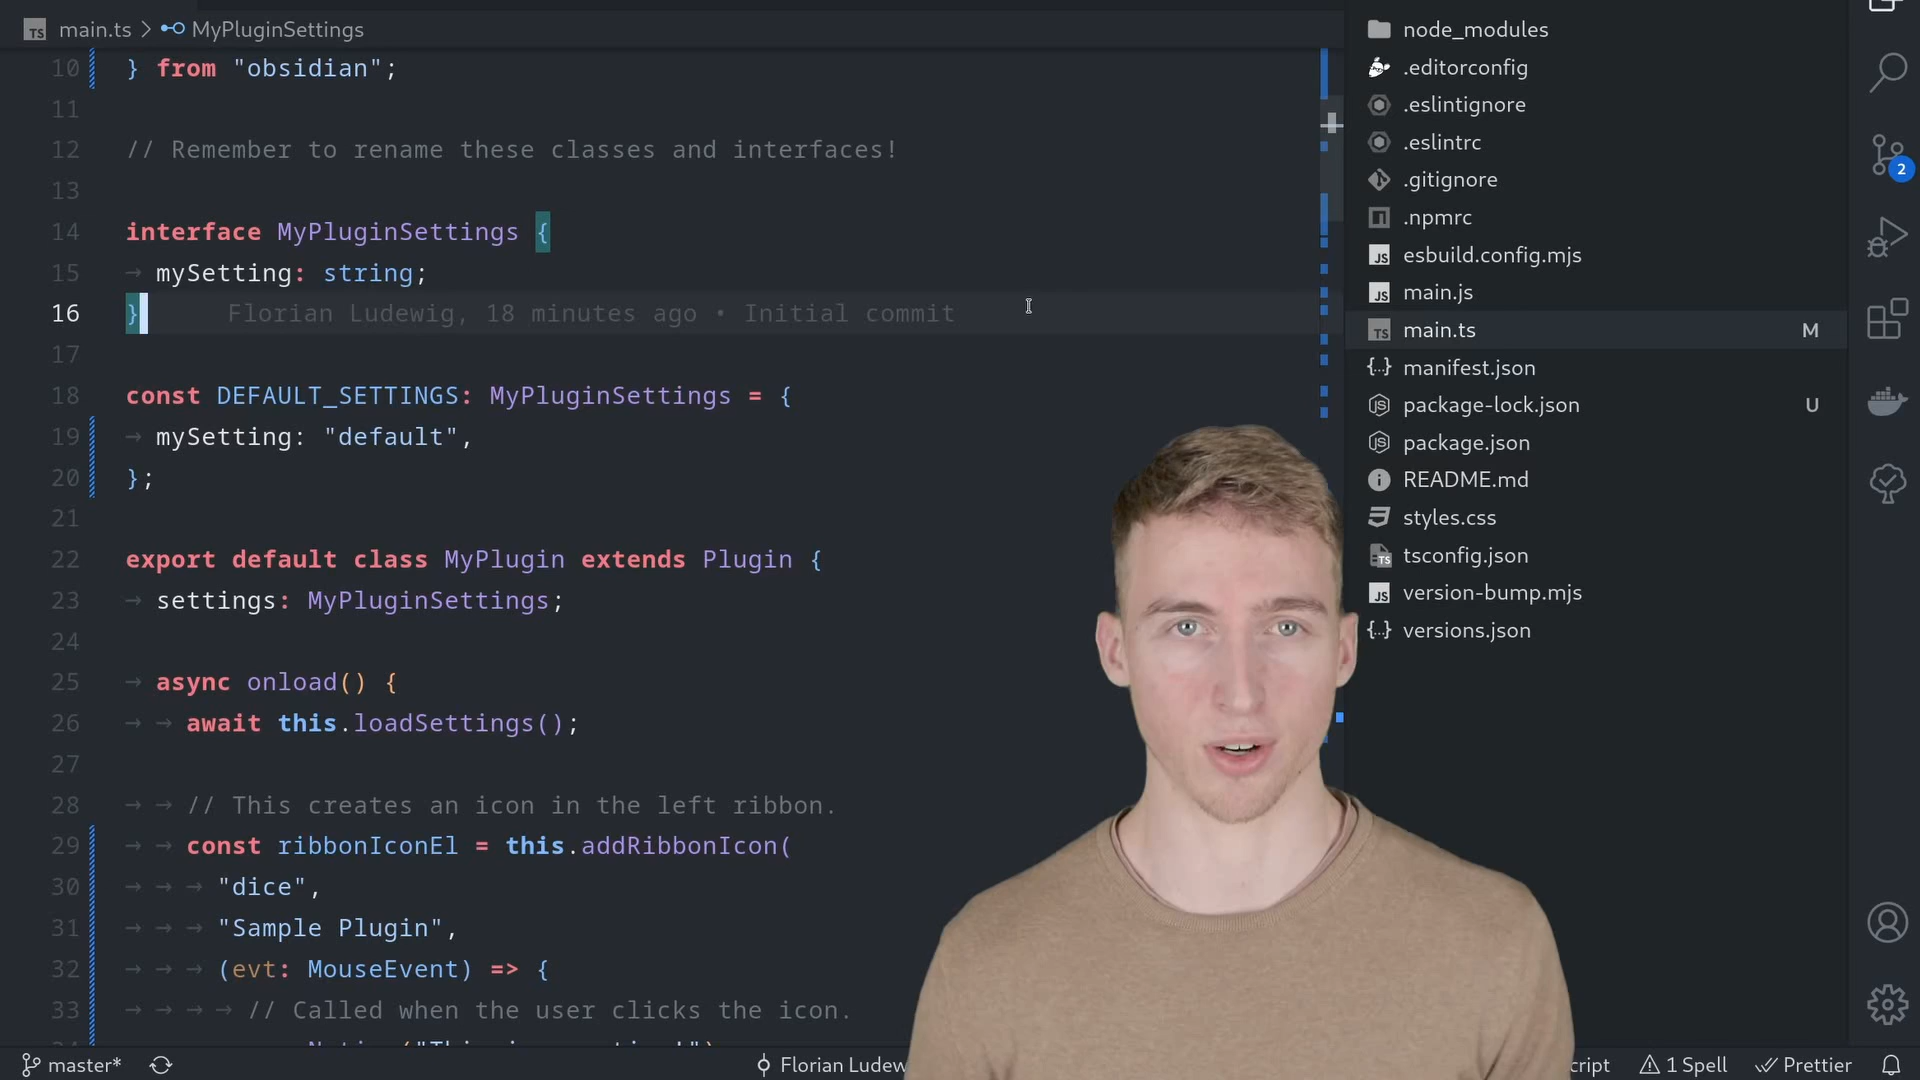 main.ts > MyPluginSettings
10 } from "obsidian";
11
12 // Remember to rename these classes and interfaces!
13
14 interface MyPluginSettings {
15 mySetting: string;
16 } Florian Ludewig, 18 minutes ago • Initial commit
17
18 const DEFAULT_SETTINGS: MyPluginSettings = {
19 mySetting: "default",
20 };
21
22 export default class MyPlugin extends Plugin {
23 settings: MyPluginSettings;
24
25 async onload() {
26 await this.loadSettings();
27
28 // This creates an icon in the left ribbon.
29 const ribbonIconEl = this.addRibbonIcon(
30 "dice",
31 "Sample Plugin",
32 (evt: MouseEvent) => {
33 // Called when the user clicks the icon.
node_modules
.editorconfig
.eslintignore
.eslintrc
.gitignore
.npmrc
esbuild.config.mjs
main.js
main.ts M
manifest.json
package-lock.json U
package.json
README.md
styles.css
tsconfig.json
version-bump.mjs
versions.json
2
master*
Florian Ludew
cript
1 Spell
Prettier